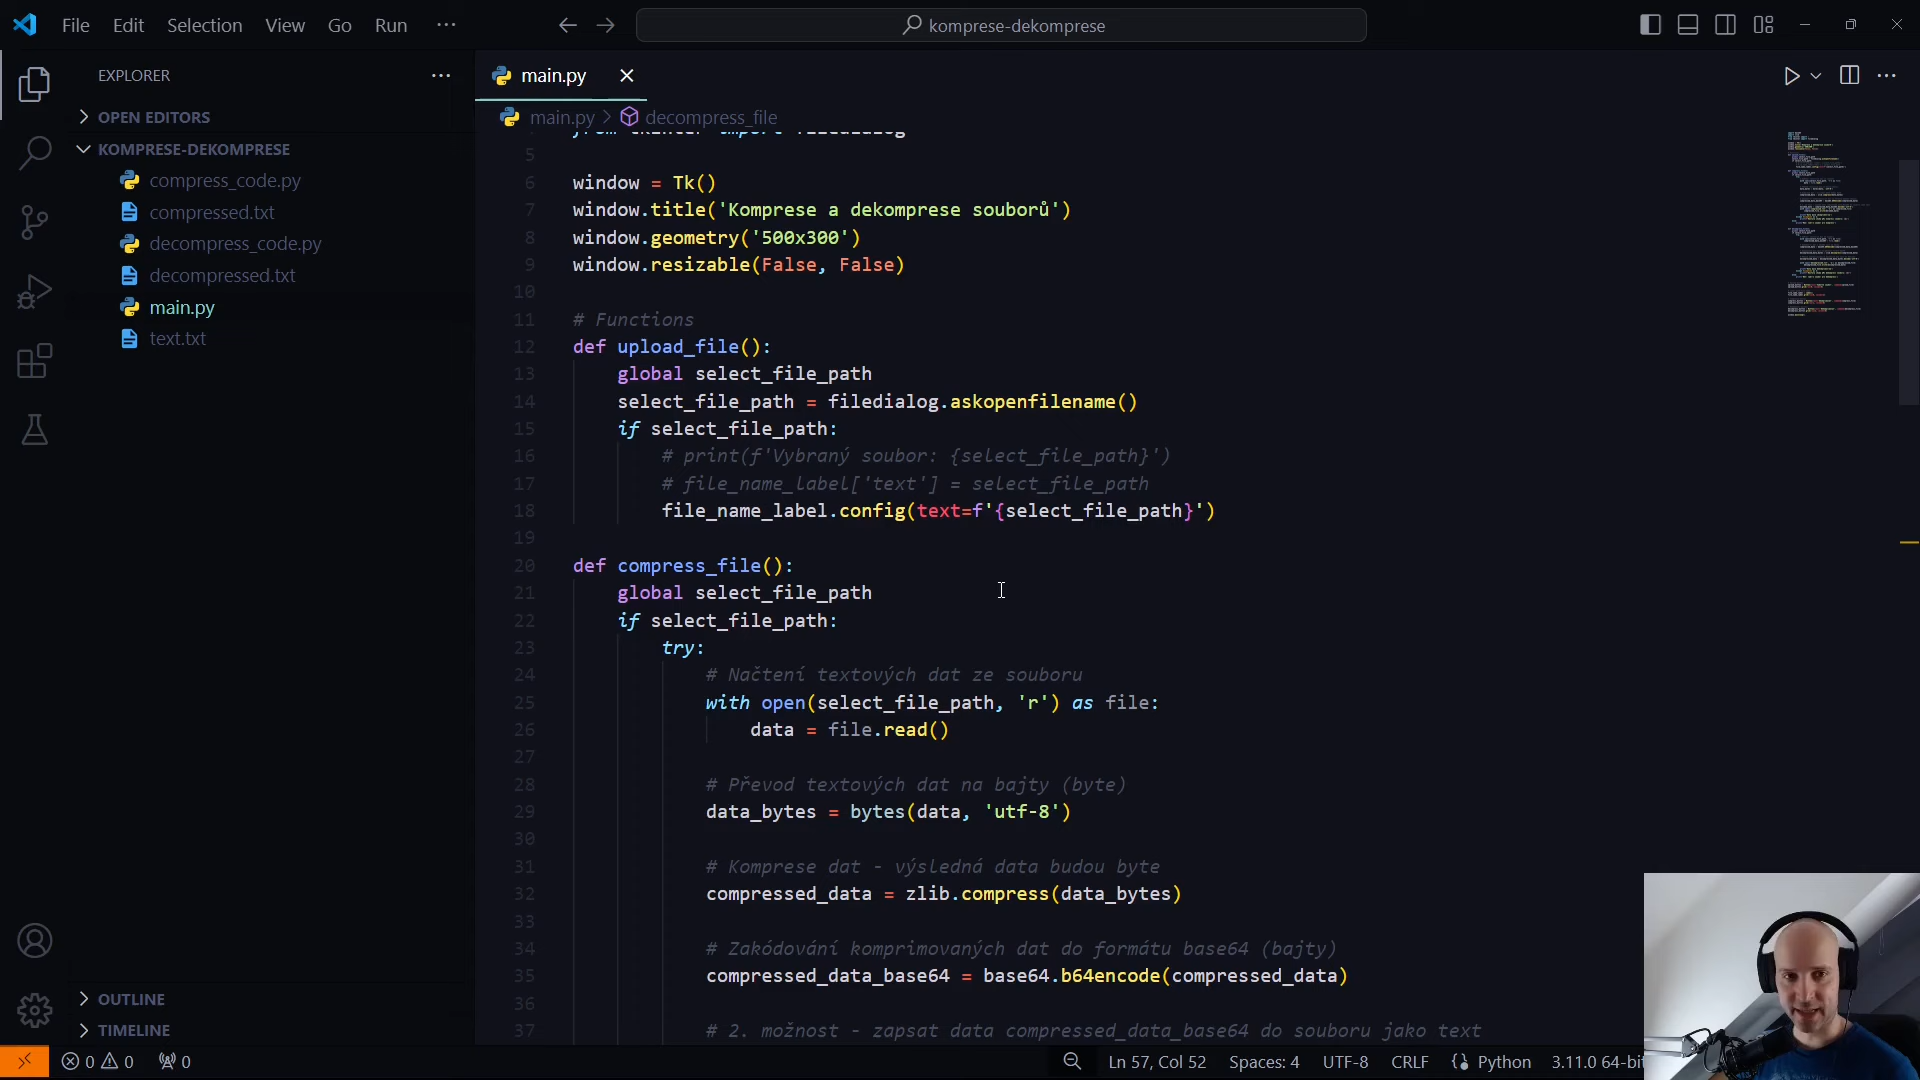 File Edit Selection View Go Run ···
komprese-dekomprese
EXPLORER
OPEN EDITORS
KOMPRESE-DEKOMPRESE
compress_code.py
compressed.txt
decompress_code.py
decompressed.txt
main.py
text.txt
OUTLINE
TIMELINE
main.py
main.py > decompress_file
from tkinter import filedialog
5
6 window = Tk()
7 window.title('Komprese a dekomprese souborů')
8 window.geometry('500x300')
9 window.resizable(False, False)
10
11 # Functions
12 def upload_file():
13 global select_file_path
14 select_file_path = filedialog.askopenfilename()
15 if select_file_path:
16 # print(f'Vybraný soubor: {select_file_path}')
17 # file_name_label['text'] = select_file_path
18 file_name_label.config(text=f'{select_file_path}')
19
20 def compress_file():
21 global select_file_path
22 if select_file_path:
23 try:
24 # Načtení textových dat ze souboru
25 with open(select_file_path, 'r') as file:
26 data = file.read()
27
28 # Převod textových dat na bajty (byte)
29 data_bytes = bytes(data, 'utf-8')
30
31 # Komprese dat - výsledná data budou byte
32 compressed_data = zlib.compress(data_bytes)
33
34 # Zakódování komprimovaných dat do formátu base64 (bajty)
35 compressed_data_base64 = base64.b64encode(compressed_data)
36
37 # 2. možnost - zapsat data compressed_data_base64 do souboru jako text
0 0 0 Ln 57, Col 52 Spaces: 4 UTF-8 CRLF Python 3.11.0 64-bit